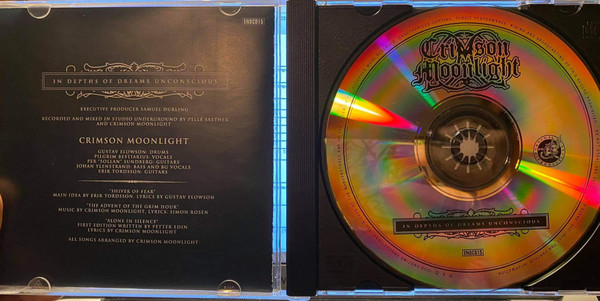 ENDC015
IN DEPTHS OF DREAMS UNCONSCIOUS
EXECUTIVE PRODUCER SAMUEL DURLING
RECORDED AND MIXED IN STUDIO UNDERGROUND BY PELLE SAETHER
AND CRIMSON MOONLIGHT
CRIMSON MOONLIGHT
GUSTAV ELOWSON: DRUMS
PILGRIM BESTIARIUS: VOCALS
PER "SOLLIAN" SUNDBERG: GUITARS
JOHAN YLENSTRAND: BASS AND BG VOCALS
ERIK TORDSSON: GUITARS
"SHIVER OF FEAR"
MAIN IDEA BY ERIK TORDSSON. LYRICS BY GUSTAV ELOWSON
"THE ADVENT OF THE GRIM HOUR"
MUSIC BY CRIMSON MOONLIGHT, LYRICS: SIMON ROSEN
"ALONE IN SILENCE"
FIRST EDITION WRITTEN BY PETTER EDEN
LYRICS BY CRIMSON MOONLIGHT
ALL SONGS ARRANGED BY CRIMSON MOONLIGHT
Crimson
Moonlight
IN DEPTHS OF DREAMS UNCONSCIOUS
ENDC015